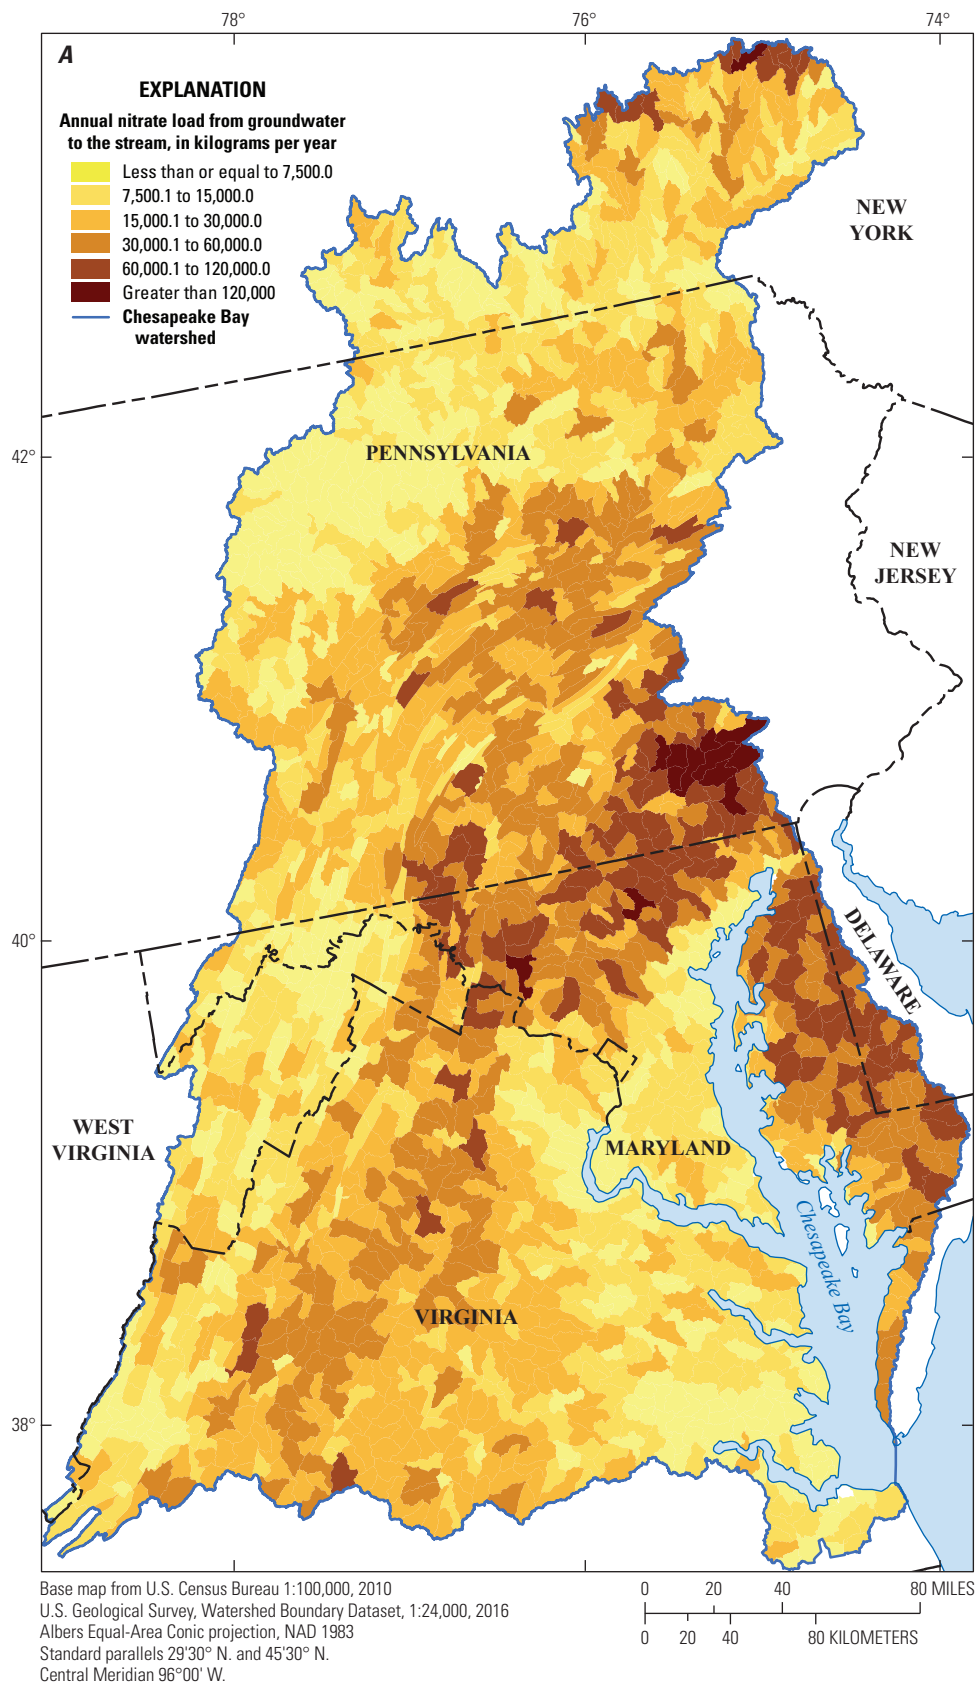 78°
76°
74°
A
EXPLANATION
Annual nitrate load from groundwater
to the stream, in kilograms per year
Less than or equal to 7,500.0
7,500.1 to 15,000.0
15,000.1 to 30,000.0
30,000.1 to 60,000.0
60,000.1 to 120,000.0
Greater than 120,000
Chesapeake Bay
watershed
NEW
YORK
42°
PENNSYLVANIA
NEW
JERSEY
40°
DELAWARE
WEST
VIRGINIA
MARYLAND
Chesapeake Bay
VIRGINIA
38°
Base map from U.S. Census Bureau 1:100,000, 2010
U.S. Geological Survey, Watershed Boundary Dataset, 1:24,000, 2016
Albers Equal-Area Conic projection, NAD 1983
Standard parallels 29'30° N. and 45'30° N.
Central Meridian 96°00' W.
0 20 40 80 MILES
0 20 40 80 KILOMETERS